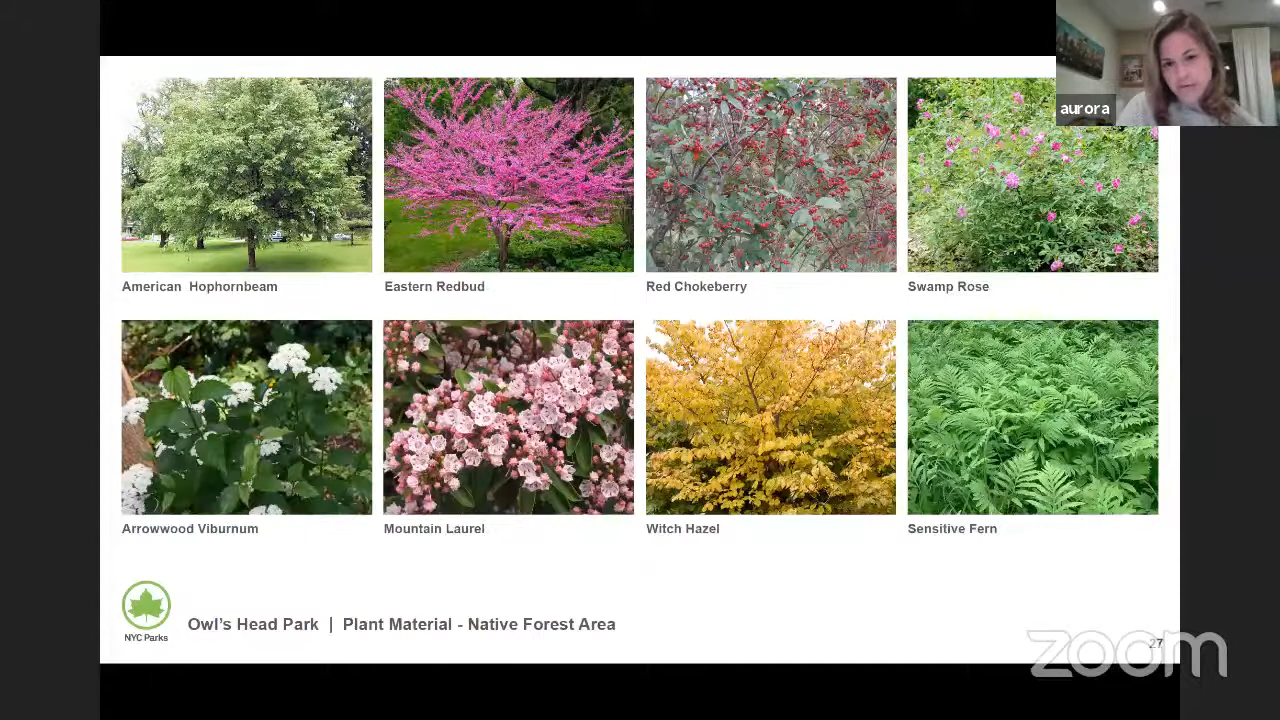 aurora
American Hophornbeam
Eastern Redbud
Red Chokeberry
Swamp Rose
Arrowwood Viburnum
Mountain Laurel
Witch Hazel
Sensitive Fern
NYC Parks
Owl's Head Park | Plant Material - Native Forest Area
27
zoom